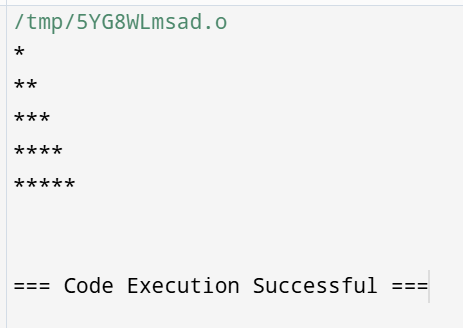 /tmp/5YG8WLmsad.o
*
**
***
****
*****
=== Code Execution Successful ===